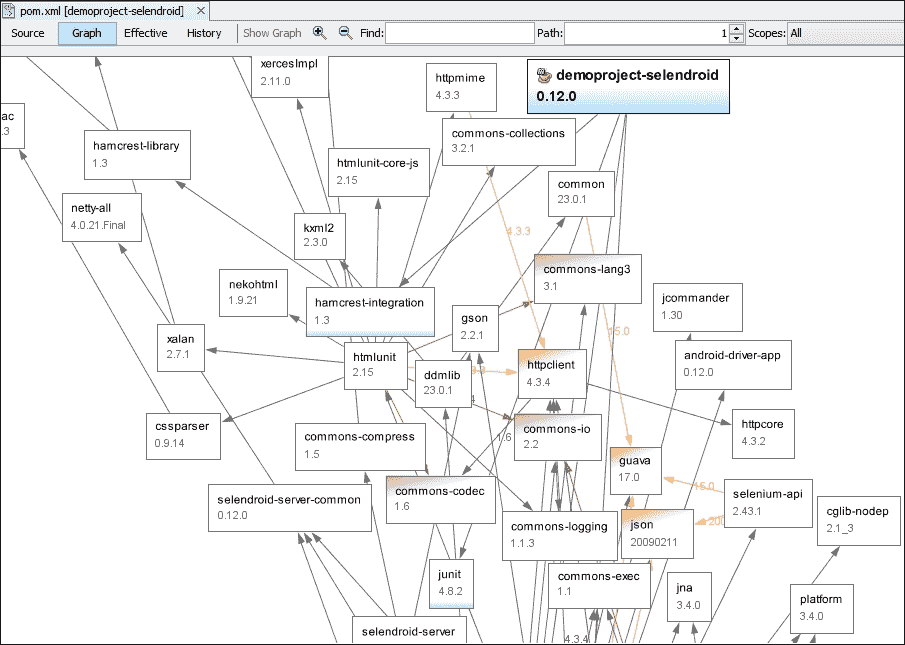 pom.xml [demoproject-selendroid]
Source Graph Effective History Show Graph Find: Path: 1 Scopes: All
xercesImpl
2.11.0
httpmime
4.3.3
demoproject-selendroid
0.12.0
ac
.3
hamcrest-library
1.3
commons-collections
3.2.1
htmlunit-core-js
2.15
common
23.0.1
netty-all
4.0.21.Final
kxml2
2.3.0
4.3.3
commons-lang3
3.1
nekohtml
1.9.21
hamcrest-integration
1.3
jcommander
1.30
gson
2.2.1
15.0
xalan
2.7.1
htmlunit
2.15
ddmlib
23.0.1
httpclient
4.3.4
android-driver-app
0.12.0
cssparser
0.9.14
commons-compress
1.5
commons-io
2.2
httpcore
4.3.2
1.6
guava
17.0
commons-codec
1.6
15.0
selenium-api
2.43.1
selendroid-server-common
0.12.0
cglib-nodep
2.1_3
commons-logging
1.1.3
json
20090211
20
junit
4.8.2
commons-exec
1.1
jna
3.4.0
platform
3.4.0
selendroid-server
4.3.4